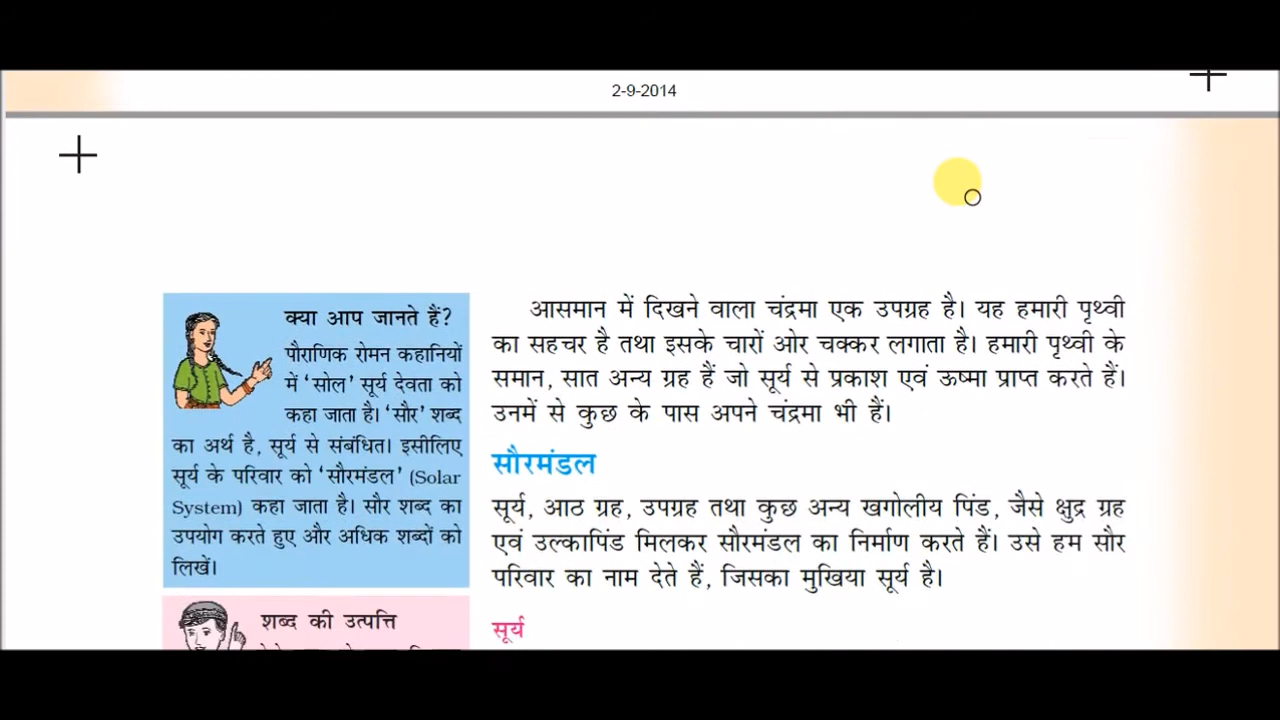 2-9-2014
क्या आप जानते हैं?
पौराणिक रोमन कहानियों
में ‘सोल’ सूर्य देवता को
कहा जाता है। ‘सौर’ शब्द
का अर्थ है, सूर्य से संबंधित। इसीलिए
सूर्य के परिवार को ‘सौरमंडल’ (Solar
System) कहा जाता है। सौर शब्द का
उपयोग करते हुए और अधिक शब्दों को
लिखें।
शब्द की उत्पत्ति
आसमान में दिखने वाला चंद्रमा एक उपग्रह है। यह हमारी पृथ्वी
का सहचर है तथा इसके चारों ओर चक्कर लगाता है। हमारी पृथ्वी के
समान, सात अन्य ग्रह हैं जो सूर्य से प्रकाश एवं ऊष्मा प्राप्त करते हैं।
उनमें से कुछ के पास अपने चंद्रमा भी हैं।
सौरमंडल
सूर्य, आठ ग्रह, उपग्रह तथा कुछ अन्य खगोलीय पिंड, जैसे क्षुद्र ग्रह
एवं उल्कापिंड मिलकर सौरमंडल का निर्माण करते हैं। उसे हम सौर
परिवार का नाम देते हैं, जिसका मुखिया सूर्य है।
सूर्य